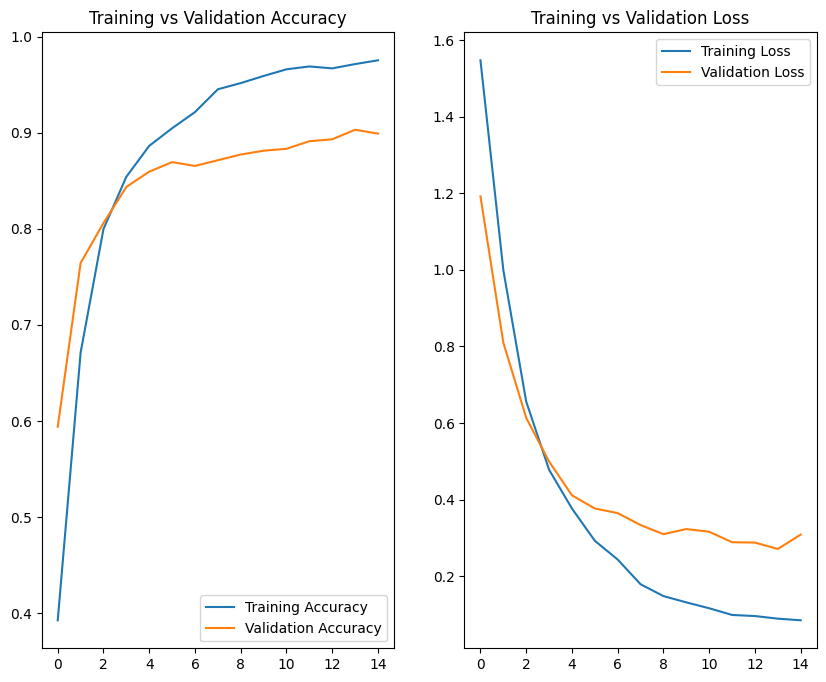 Training vs Validation Accuracy
1.0
0.9
0.8
0.7
0.6
0.5
0.4
0 2 4 6 8 10 12 14
Training Accuracy
Validation Accuracy
Training vs Validation Loss
1.6
1.4
1.2
1.0
0.8
0.6
0.4
0.2
0 2 4 6 8 10 12 14
Training Loss
Validation Loss